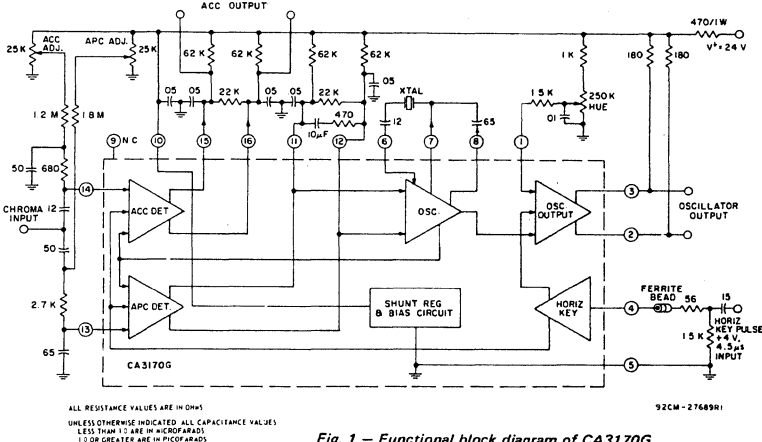 ACC OUTPUT
470/1W
V⁺= 24 V
25K
ACC
ADJ.
APC ADJ.
25K
62 K
62K
62 K
62 K
180
180
1 K
05
250K
HUE
1.2 M
1 8 M
05
05
22 K
05
05
22 K
XTAL
1 5 K
01
470
10μF
12
65
9
N C
10
15
16
11
12
6
7
8
1
50
680
14
CHROMA
INPUT
12
ACC DET.
OSC.
OSC.
OUTPUT
3
OSCILLATOR
OUTPUT
2
50
2.7 K
APC DET.
SHUNT REG
& BIAS CIRCUIT
HORIZ
KEY
4
FERRITE
BEAD
56
15
13
1 5 K
HORIZ
KEY PULSE
+4 V,
4.5μs
INPUT
65
CA3170G
5
ALL RESISTANCE VALUES ARE IN OHMS
92CM-27689R1
UNLESS OTHERWISE INDICATED ALL CAPACITANCE VALUES
LESS THAN 1 0 ARE IN MICROFARADS
1 0 OR GREATER ARE IN PICOFARADS
Fig. 1 — Functional block diagram of CA3170G